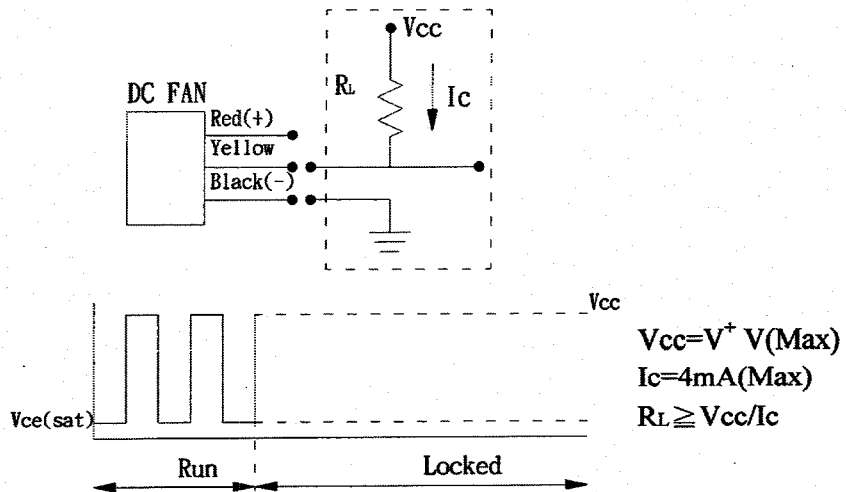 Vcc
DC FAN
RL
Ic
Red(+)
Yellow
Black(-)
Vcc
Vce(sat)
Run
Locked
Vcc=V+ V(Max)
Ic=4mA(Max)
RL≧Vcc/Ic